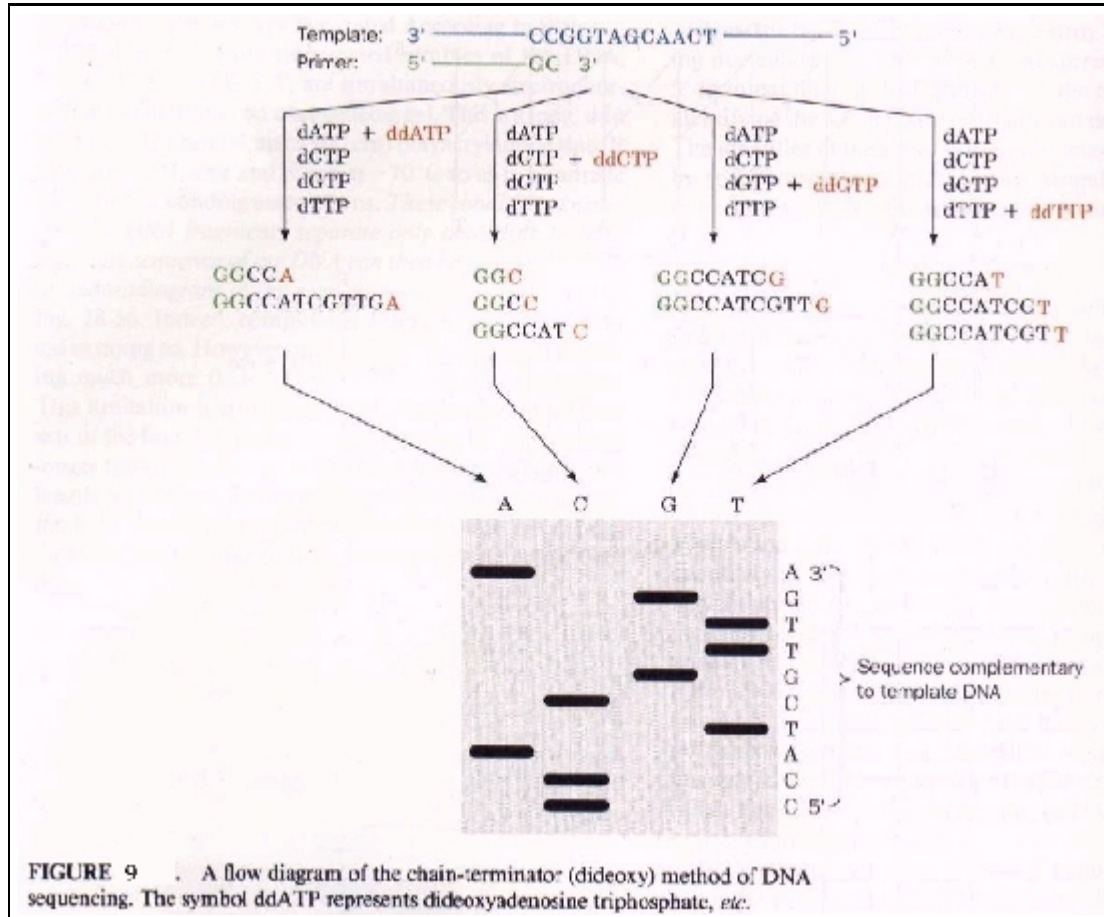 Template: 3' CCGGTAGCAACT 5'
Primer: 5' GG 3'
dATP + ddATP
dCTP
dGTP
dTTP
dATP
dCTP + ddCTP
dGTP
dTTP
dATP
dCTP
dGTP + ddGTP
dTTP
dATP
dCTP
dGTP
dTTP + ddTTP
GGCCA
GGCCATCGTTGA
GGC
GGCC
GGCCATC
GGCCATCG
GGCCATCGTTG
GGCCAT
GGCCATCGT
GGCCATCGTT
A C G T
A 3'
G
T
T
G
C
T
A
C
C 5'
Sequence complementary
to template DNA
FIGURE 9 . A flow diagram of the chain-terminator (dideoxy) method of DNA
sequencing. The symbol ddATP represents dideoxyadenosine triphosphate, etc.